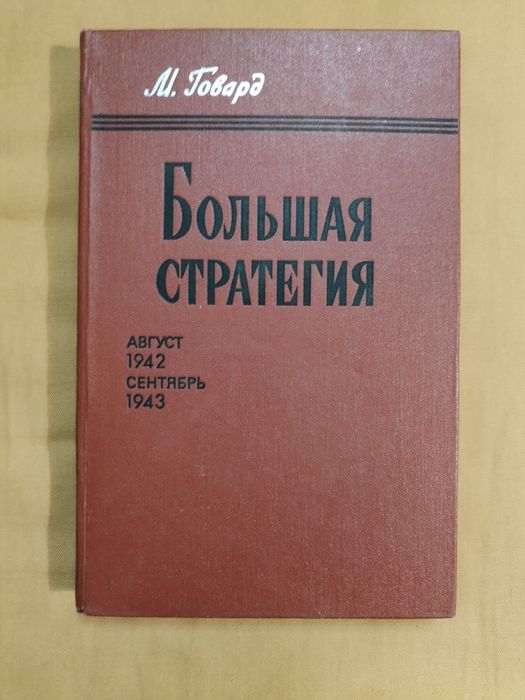 М. Говард
БОЛЬШАЯ
СТРАТЕГИЯ
АВГУСТ
1942
СЕНТЯБРЬ
1943